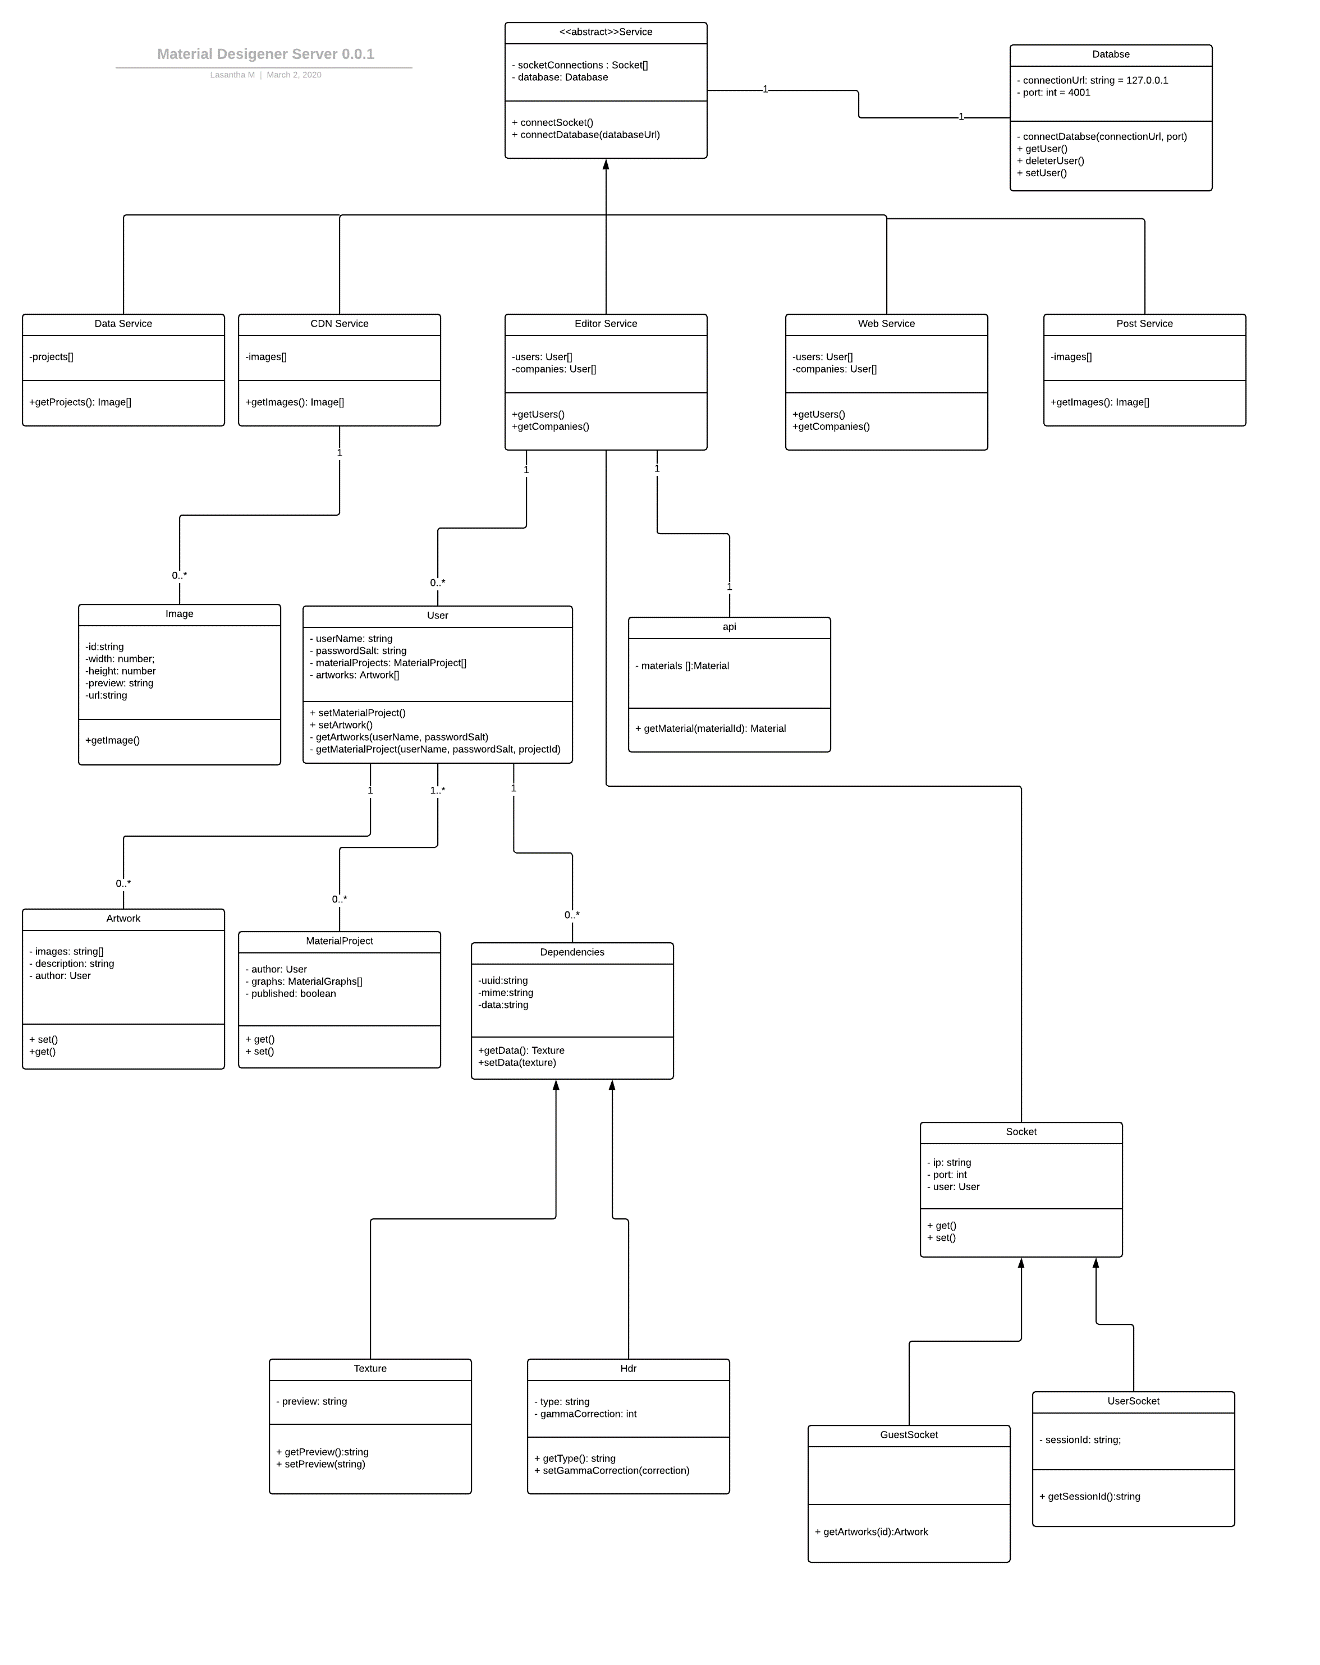 Material Desigener Server 0.0.1
Lasantha M | March 2, 2020
<<abstract>>Service
- socketConnections : Socket[]
- database: Database
+ connectSocket()
+ connectDatabase(databaseUrl)
Databse
- connectionUrl: string = 127.0.0.1
- port: int = 4001
- connectDatabse(connectionUrl, port)
+ getUser()
+ deleterUser()
+ setUser()
1
1
Data Service
-projects[]
+getProjects(): Image[]
CDN Service
-images[]
+getImages(): Image[]
Editor Service
-users: User[]
-companies: User[]
+getUsers()
+getCompanies()
Web Service
-users: User[]
-companies: User[]
+getUsers()
+getCompanies()
Post Service
-images[]
+getImages(): Image[]
1
1
1
0..*
0..*
1
Image
-id:string
-width: number;
-height: number
-preview: string
-url:string
+getImage()
User
- userName: string
- passwordSalt: string
- materialProjects: MaterialProject[]
- artworks: Artwork[]
+ setMaterialProject()
+ setArtwork()
- getArtworks(userName, passwordSalt)
- getMaterialProject(userName, passwordSalt, projectId)
api
- materials []:Material
+ getMaterial(materialId): Material
1
1..*
1
0..*
0..*
0..*
Artwork
- images: string[]
- description: string
- author: User
+ set()
+get()
MaterialProject
- author: User
- graphs: MaterialGraphs[]
- published: boolean
+ get()
+ set()
Dependencies
-uuid:string
-mime:string
-data:string
+getData(): Texture
+setData(texture)
Socket
- ip: string
- port: int
- user: User
+ get()
+ set()
Texture
- preview: string
+ getPreview():string
+ setPreview(string)
Hdr
- type: string
- gammaCorrection: int
+ getType(): string
+ setGammaCorrection(correction)
GuestSocket
+ getArtworks(id):Artwork
UserSocket
- sessionId: string;
+ getSessionId():string